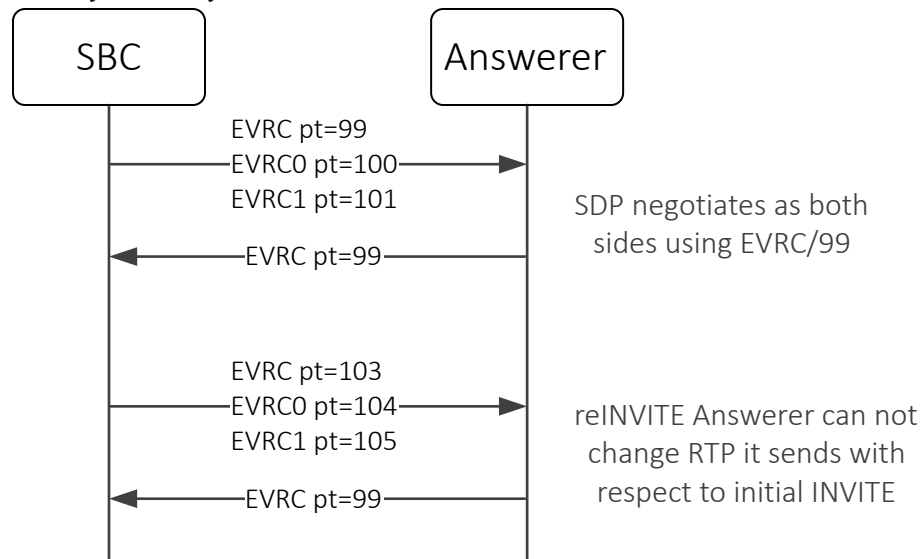 SBC
Answerer
EVRC pt=99
EVRC0 pt=100
EVRC1 pt=101
SDP negotiates as both
sides using EVRC/99
EVRC pt=99
EVRC pt=103
EVRC0 pt=104
EVRC1 pt=105
reINVITE Answerer can not
change RTP it sends with
respect to initial INVITE
EVRC pt=99